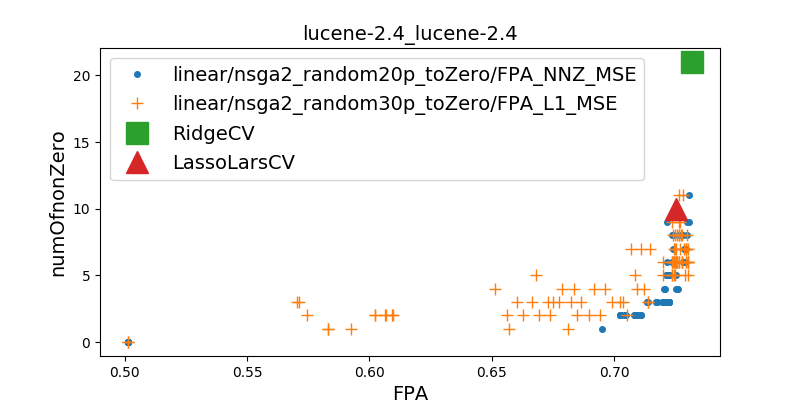 lucene-2.4_lucene-2.4
linear/nsga2_random20p_toZero/FPA_NNZ_MSE
linear/nsga2_random30p_toZero/FPA_L1_MSE
RidgeCV
LassoLarsCV
numOfnonZero
20
15
10
5
0
0.50 0.55 0.60 0.65 0.70
FPA